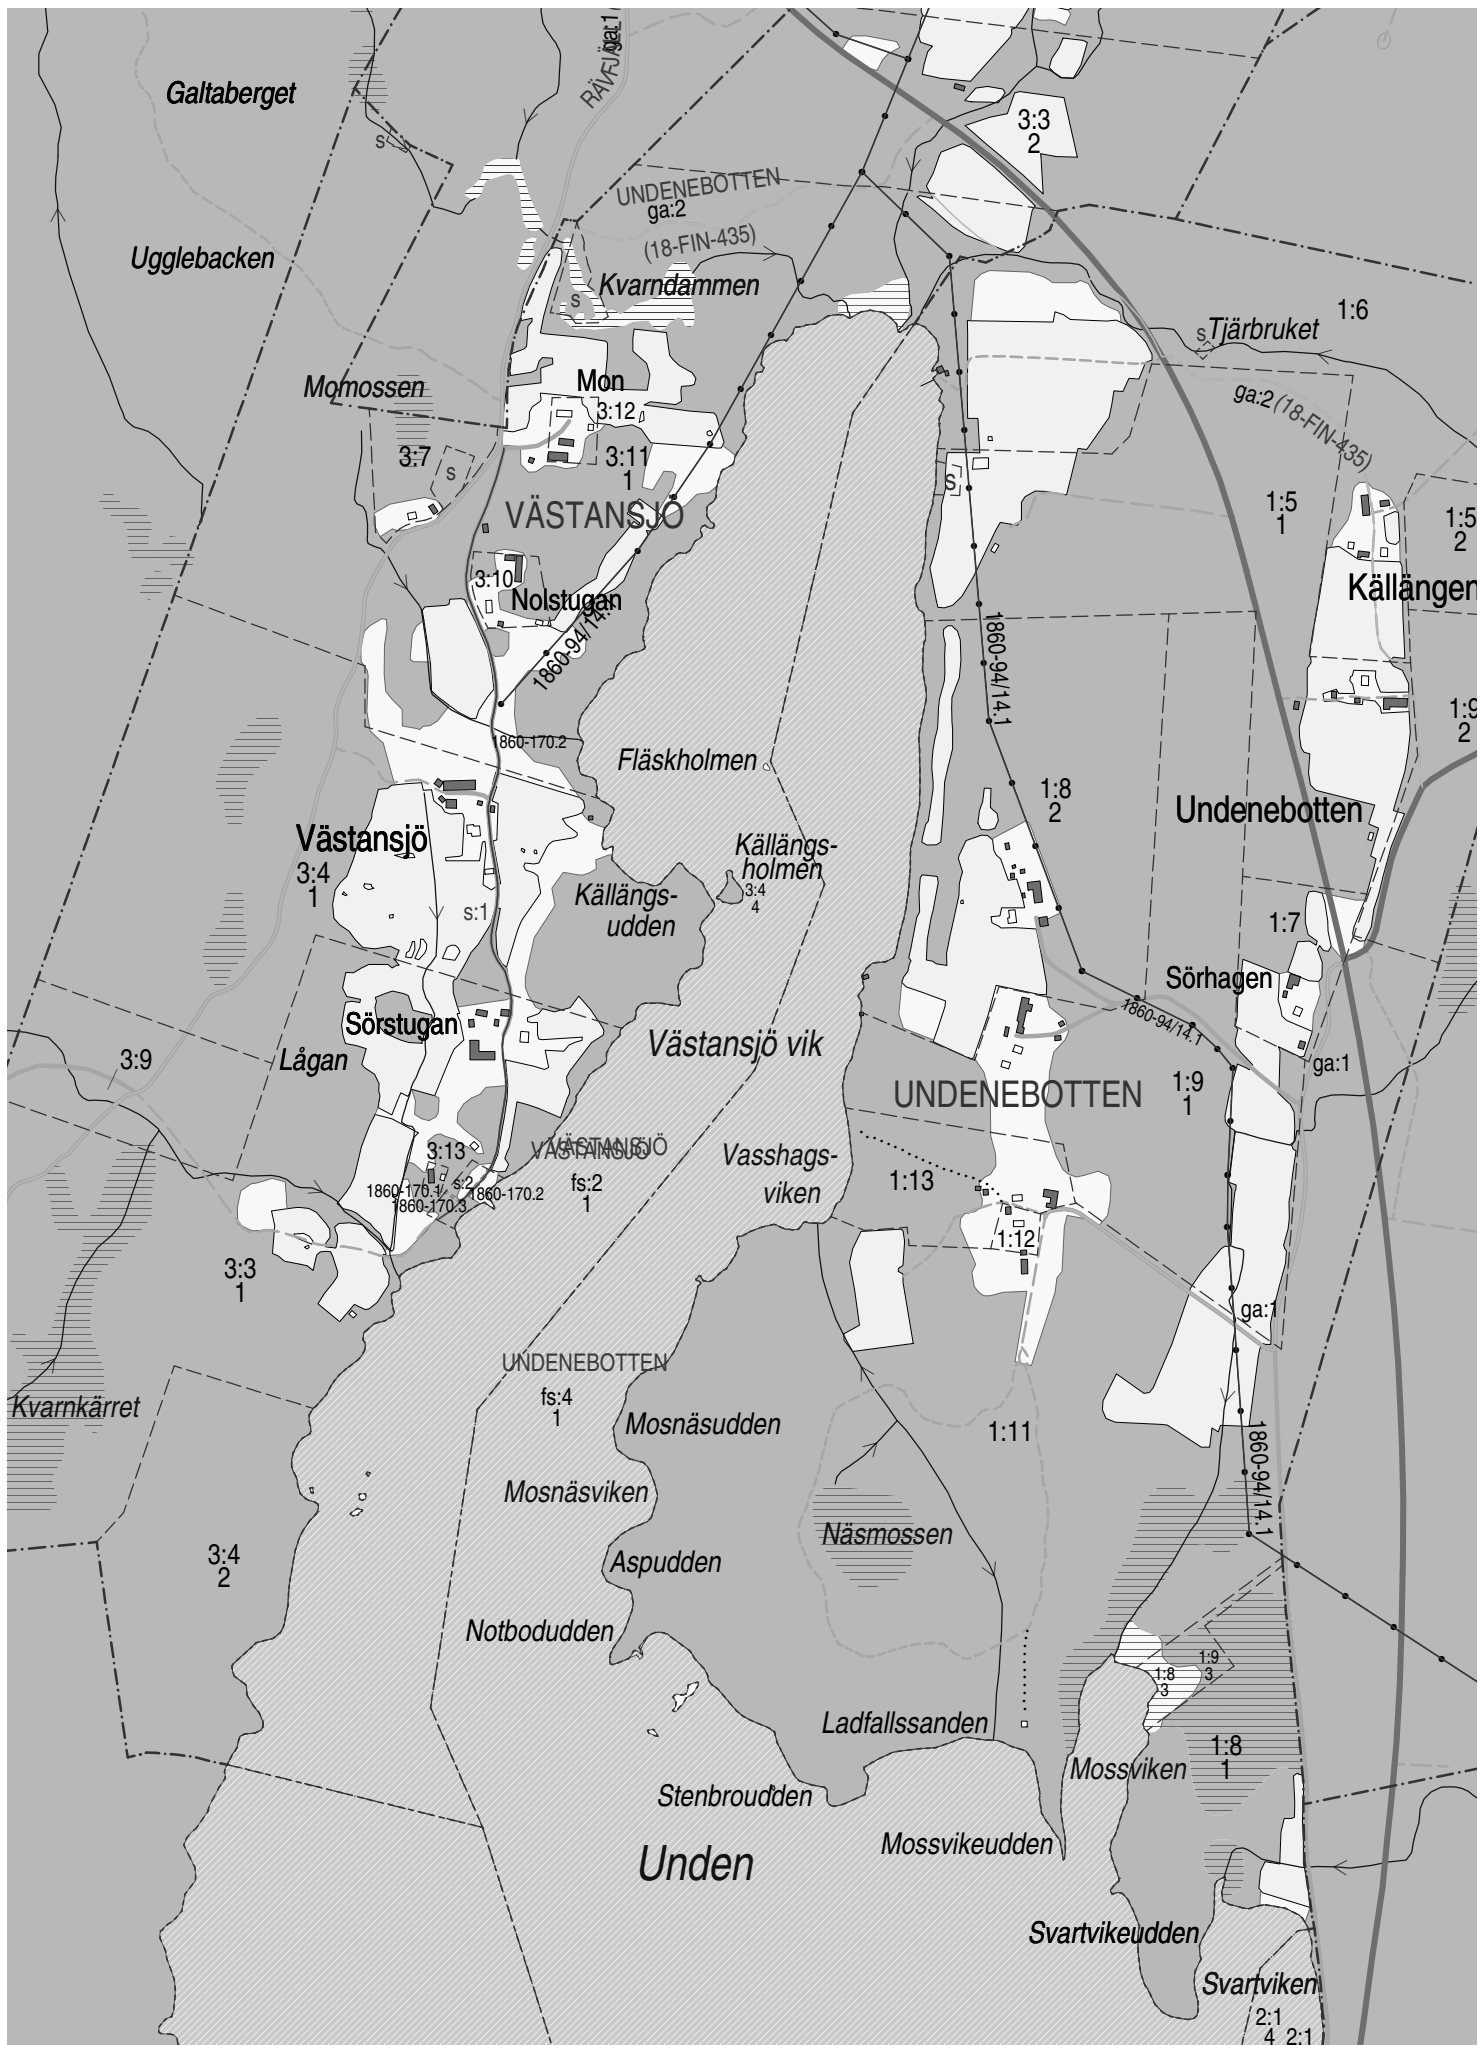 RÄVFJÄLL
ga:1
Galtaberget
s
3:3
2
UNDENEBOTTEN
ga:2
(18-FIN-435)
Ugglebacken
Kvarndammen
s
1:6
s
Tjärbruket
Momossen
Mon
3:12
ga:2
(18-FIN-435)
3:7
s
3:11
1
s
VÄSTANSJÖ
1:5
1
1:5
2
3:10
Nolstugan
Källängen
1860-94/14.1
1860-94/14.1
1:9
2
1860-170.2
Fläskholmen
1:8
2
Undenebotten
Västansjö
3:4
1
Källängs-
holmen
3:4
4
Källängs-
udden
s:1
1:7
Sörhagen
1860-94/14.1
Sörstugan
Västansjö vik
Lågan
3:9
ga:1
UNDENEBOTTEN
1:9
1
VÄSTANSJÖ
VÄSTANSJÖ
3:13
fs:2
1
Vasshags-
viken
1:13
1860-170.1
s:2
1860-170.2
1860-170.3
1:12
3:3
1
ga:1
UNDENEBOTTEN
fs:4
1
Kvarnkärret
Mosnäsudden
1:11
1860-94/14.1
Mosnäsviken
Näsmossen
3:4
2
Aspudden
Notbodudden
1:9
3
1:8
3
Ladfallssanden
1:8
1
Mossviken
Stenbroudden
Mossvikeudden
Unden
Svartvikeudden
Svartviken
2:1
4
2:1